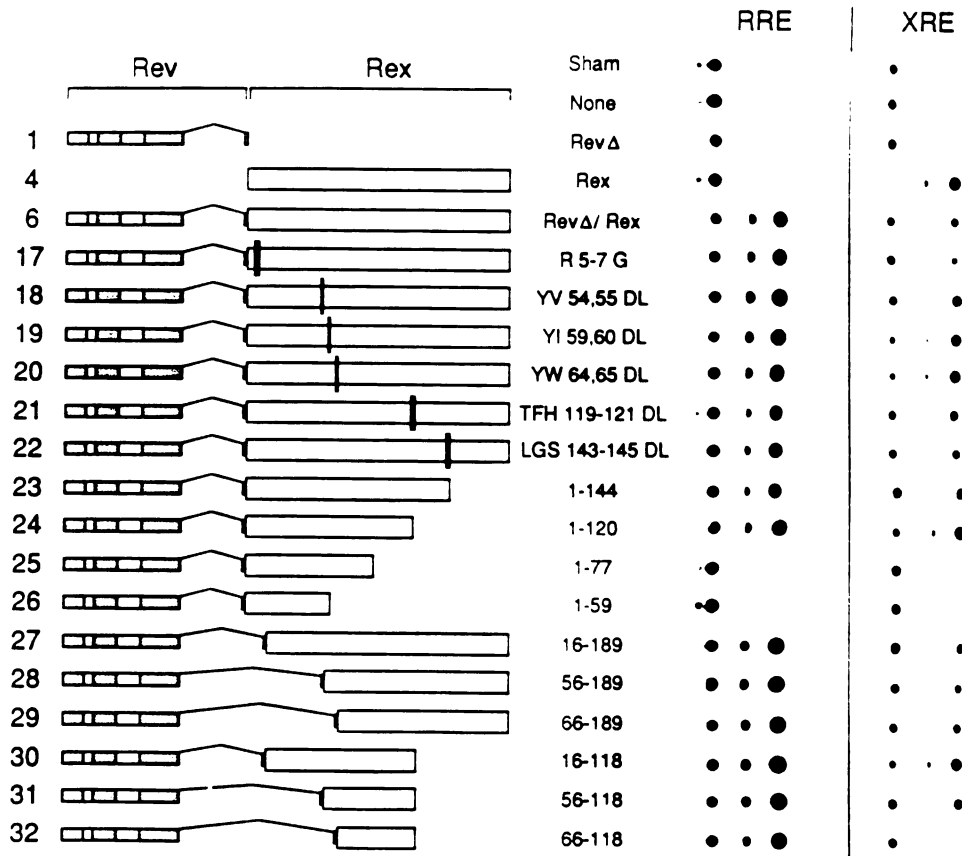 RRE XRE
Rev Rex Sham
None
1 RevΔ
4 Rex
6 RevΔ/ Rex
17 R 5-7 G
18 YV 54,55 DL
19 YI 59,60 DL
20 YW 64,65 DL
21 TFH 119-121 DL
22 LGS 143-145 DL
23 1-144
24 1-120
25 1-77
26 1-59
27 16-189
28 56-189
29 66-189
30 16-118
31 56-118
32 66-118